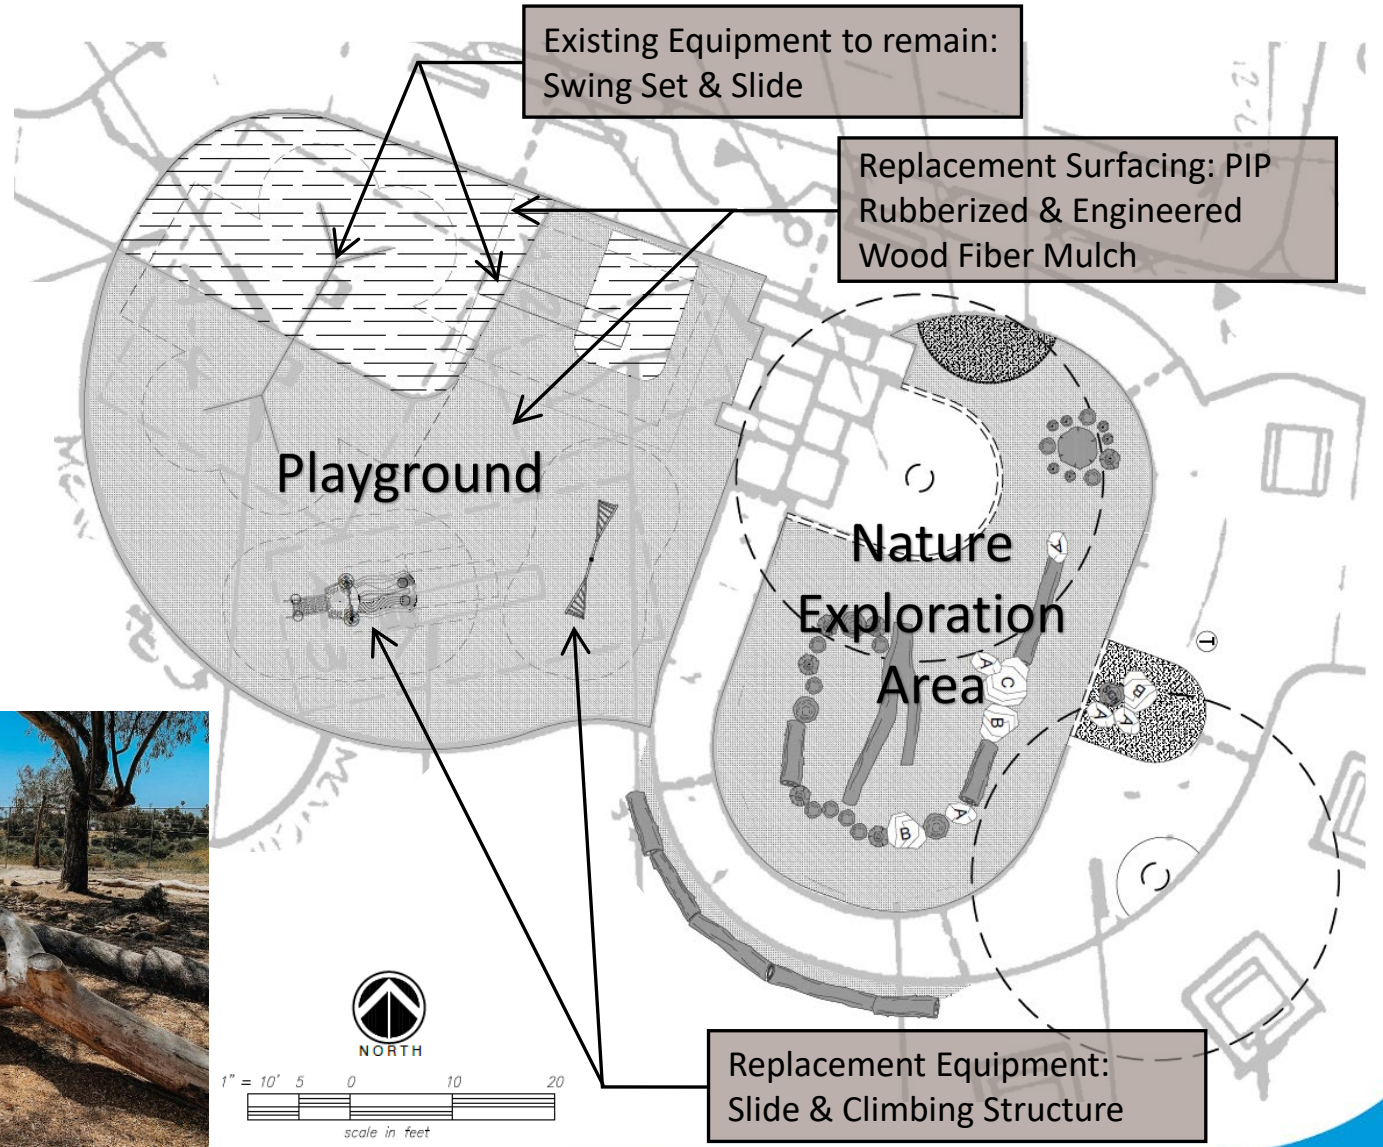 Existing Equipment to remain:
Swing Set & Slide
Replacement Surfacing: PIP
Rubberized & Engineered
Wood Fiber Mulch
Playground
Nature
Exploration
Area
A
A
C
B
A
B
B
A
A
T
NORTH
1" = 10' 5 0 10 20
scale in feet
Replacement Equipment:
Slide & Climbing Structure